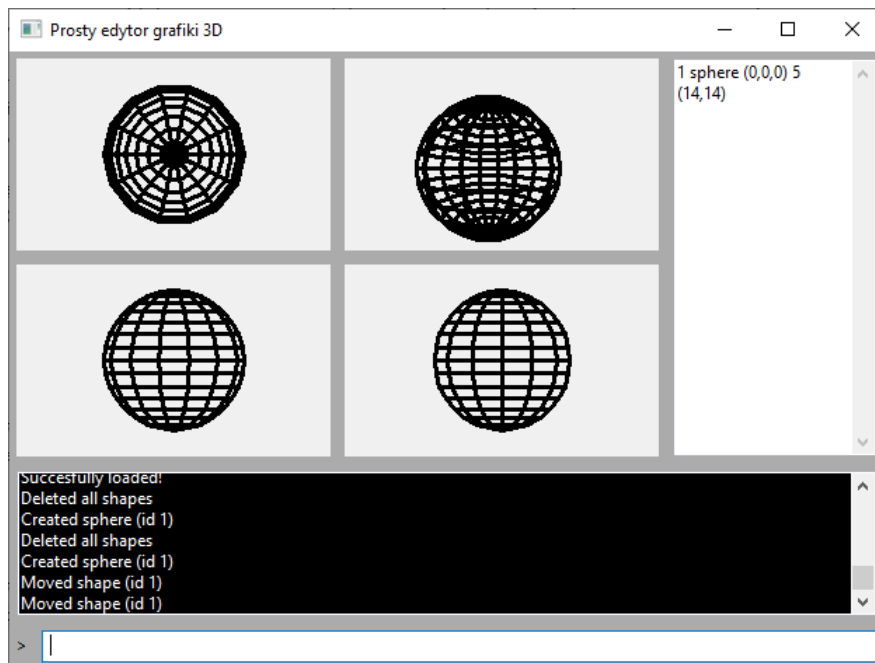 Prosty edytor grafiki 3D
1 sphere (0,0,0) 5
(14,14)
Succesfully loaded!
Deleted all shapes
Created sphere (id 1)
Deleted all shapes
Created sphere (id 1)
Moved shape (id 1)
Moved shape (id 1)
>